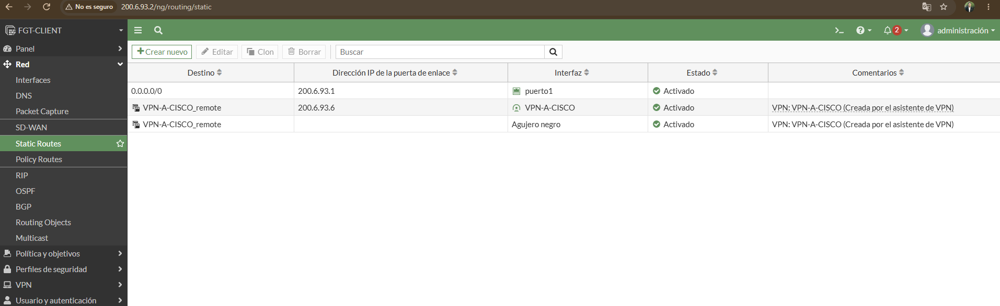 No es seguro 200.6.93.2/ng/routing/static
FGT-CLIENT
2 administración
Panel
Red
Interfaces
DNS
Packet Capture
SD-WAN
Static Routes
Policy Routes
RIP
OSPF
BGP
Routing Objects
Multicast
Política y objetivos
Perfiles de seguridad
VPN
Usuario y autenticación
+Crear nuevo Editar Clon Borrar Buscar
Destino Dirección IP de la puerta de enlace Interfaz Estado Comentarios
0.0.0.0/0 200.6.93.1 puerto1 Activado
VPN-A-CISCO_remote 200.6.93.6 VPN-A-CISCO Activado VPN: VPN-A-CISCO (Creada por el asistente de VPN)
VPN-A-CISCO_remote Agujero negro Activado VPN: VPN-A-CISCO (Creada por el asistente de VPN)